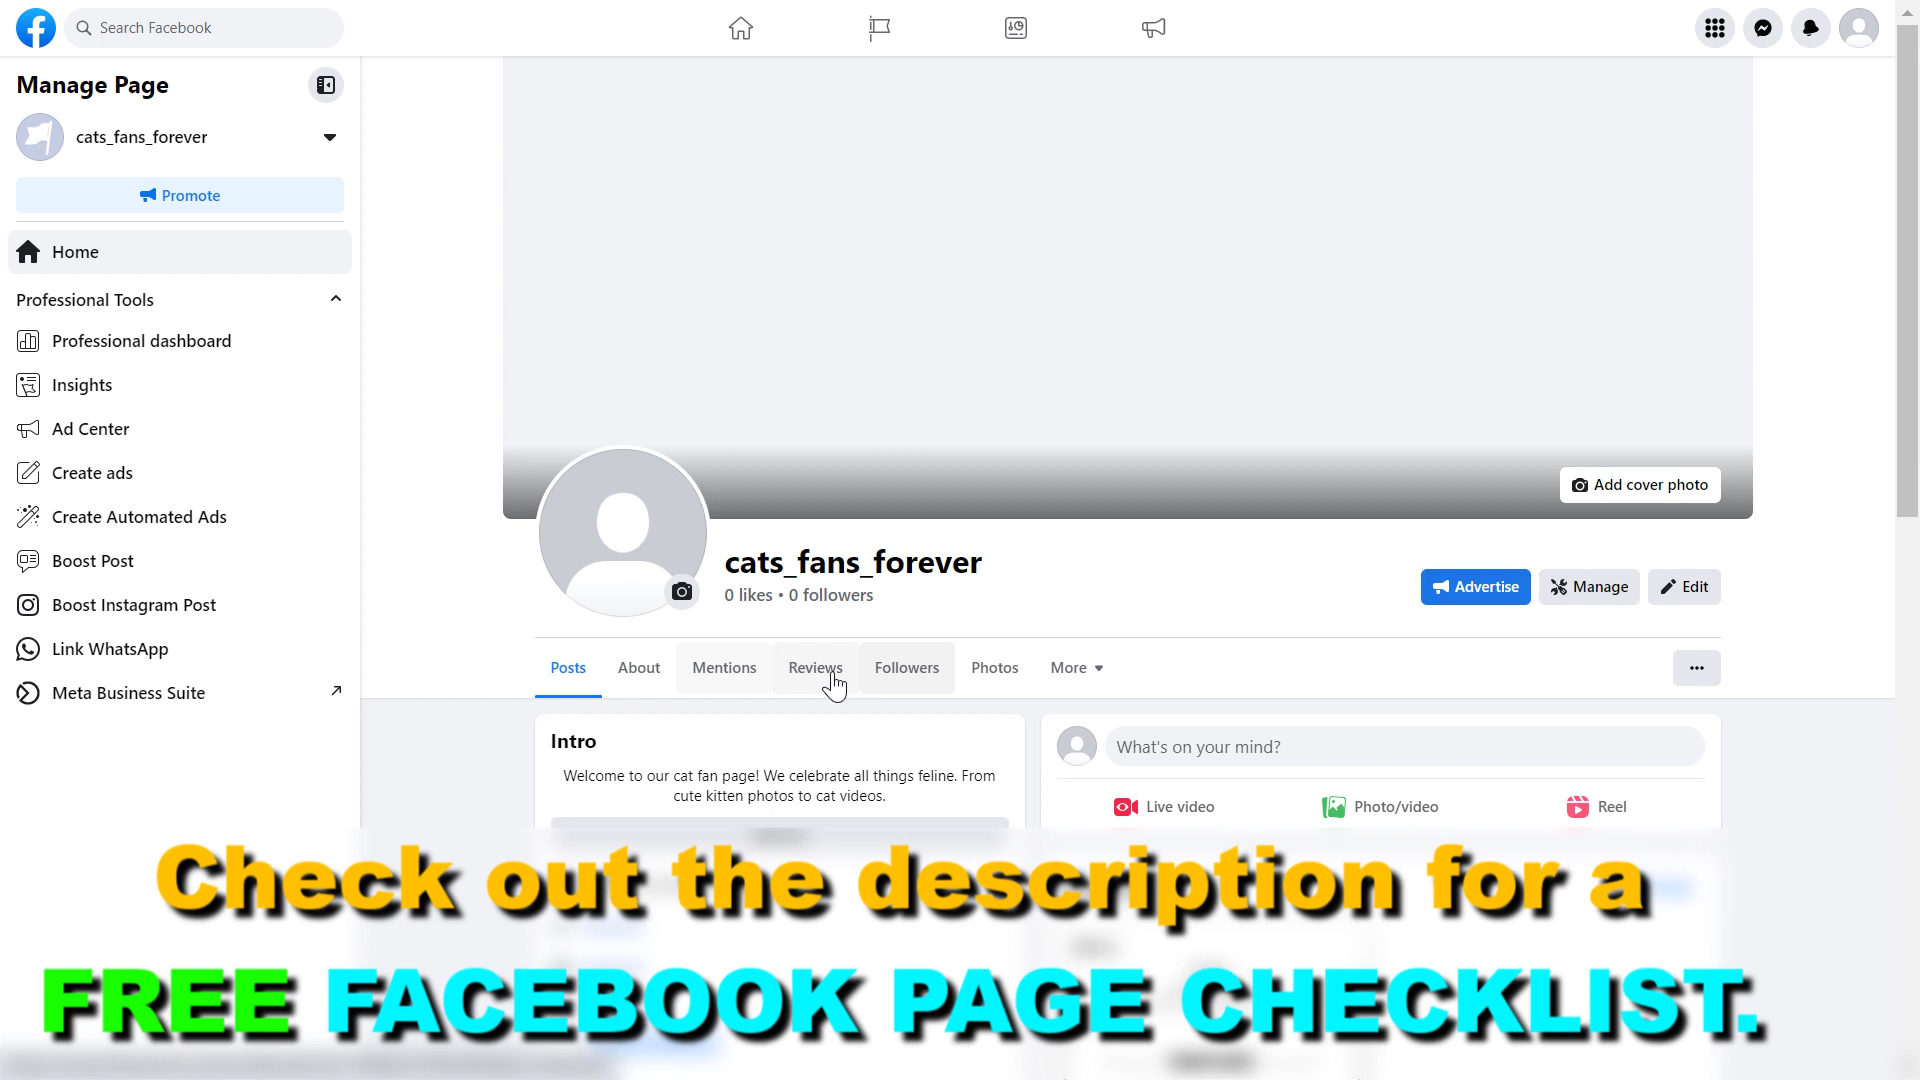 Search Facebook
Manage Page
cats_fans_forever
Promote
Home
Professional Tools
Professional dashboard
Insights
Ad Center
Create ads
Create Automated Ads
Boost Post
Boost Instagram Post
Link WhatsApp
Meta Business Suite
Add cover photo
cats_fans_forever
0 likes • 0 followers
Advertise
Manage
Edit
Posts About Mentions Reviews Followers Photos More
Intro
Welcome to our cat fan page! We celebrate all things feline. From
cute kitten photos to cat videos.
What's on your mind?
Live video
Photo/video
Reel
Check out the description for a
FREE FACEBOOK PAGE CHECKLIST.